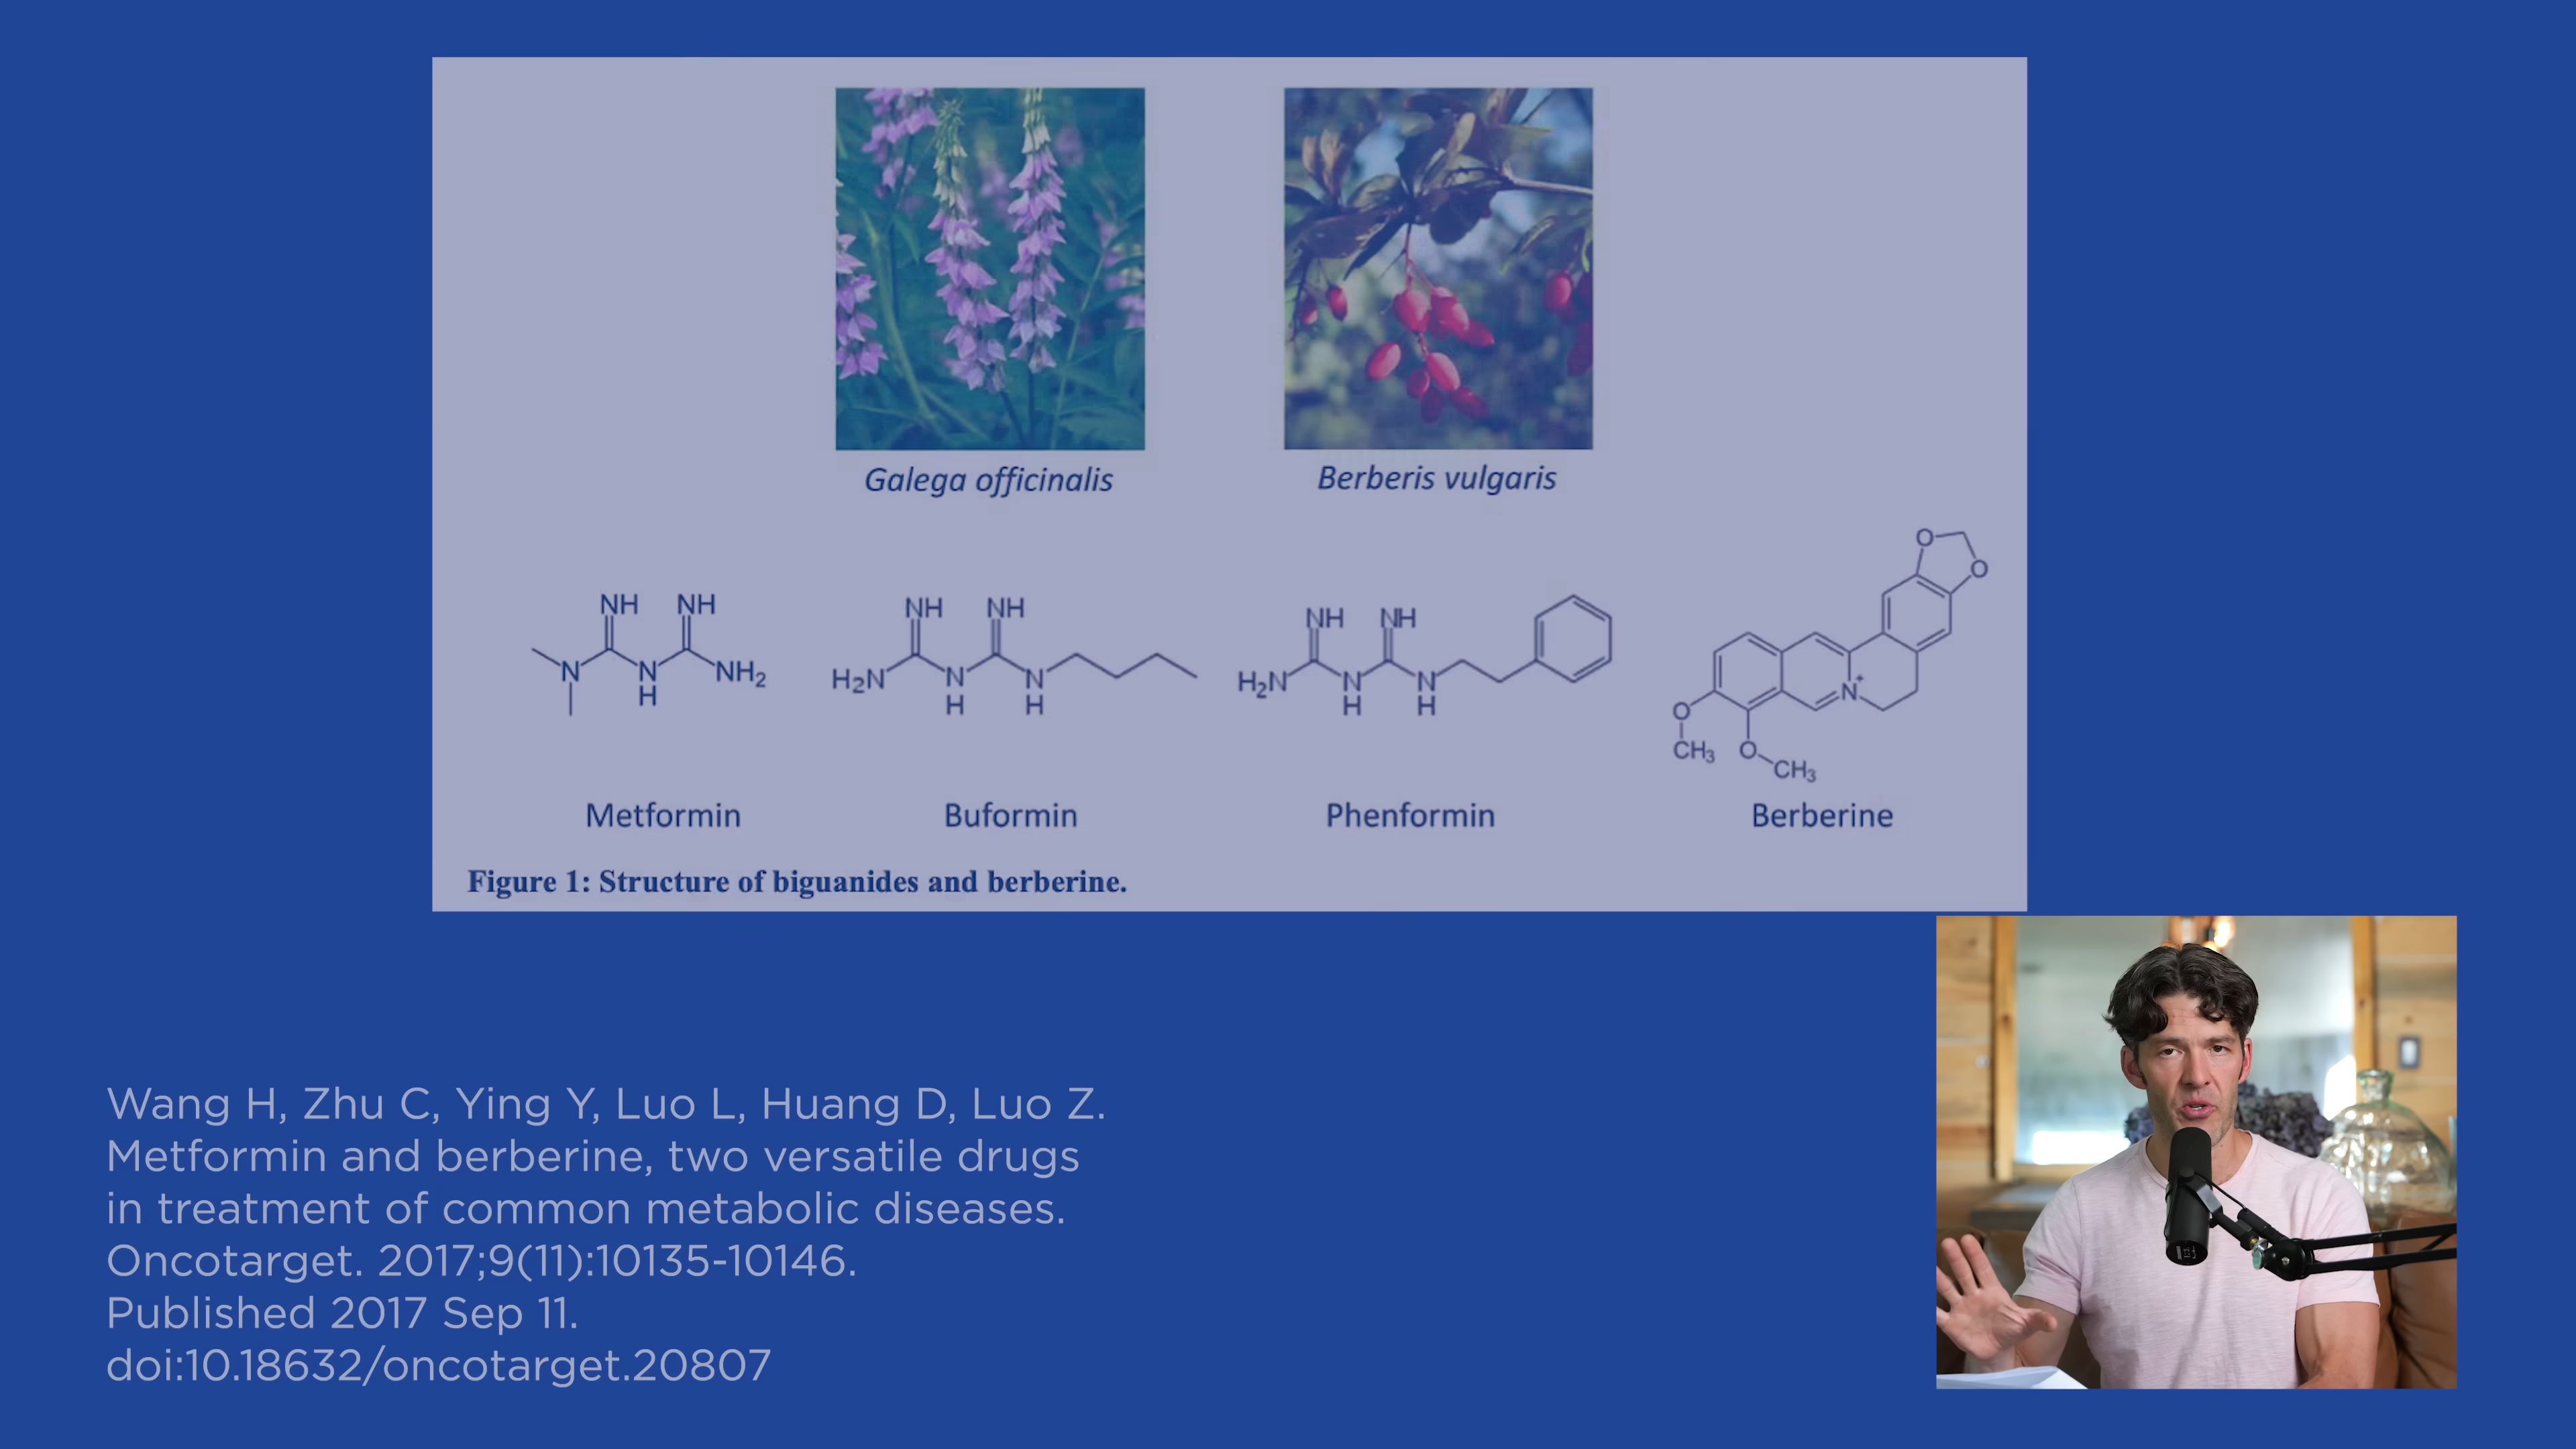 Galega officinalis
Berberis vulgaris
NH NH
N N H NH2
NH NH
H2N N H N H
NH NH
H2N N H N H
O O
N+
O CH3 O CH3
Metformin
Buformin
Phenformin
Berberine
Figure 1: Structure of biguanides and berberine.
Wang H, Zhu C, Ying Y, Luo L, Huang D, Luo Z.
Metformin and berberine, two versatile drugs
in treatment of common metabolic diseases.
Oncotarget. 2017;9(11):10135-10146.
Published 2017 Sep 11.
doi:10.18632/oncotarget.20807